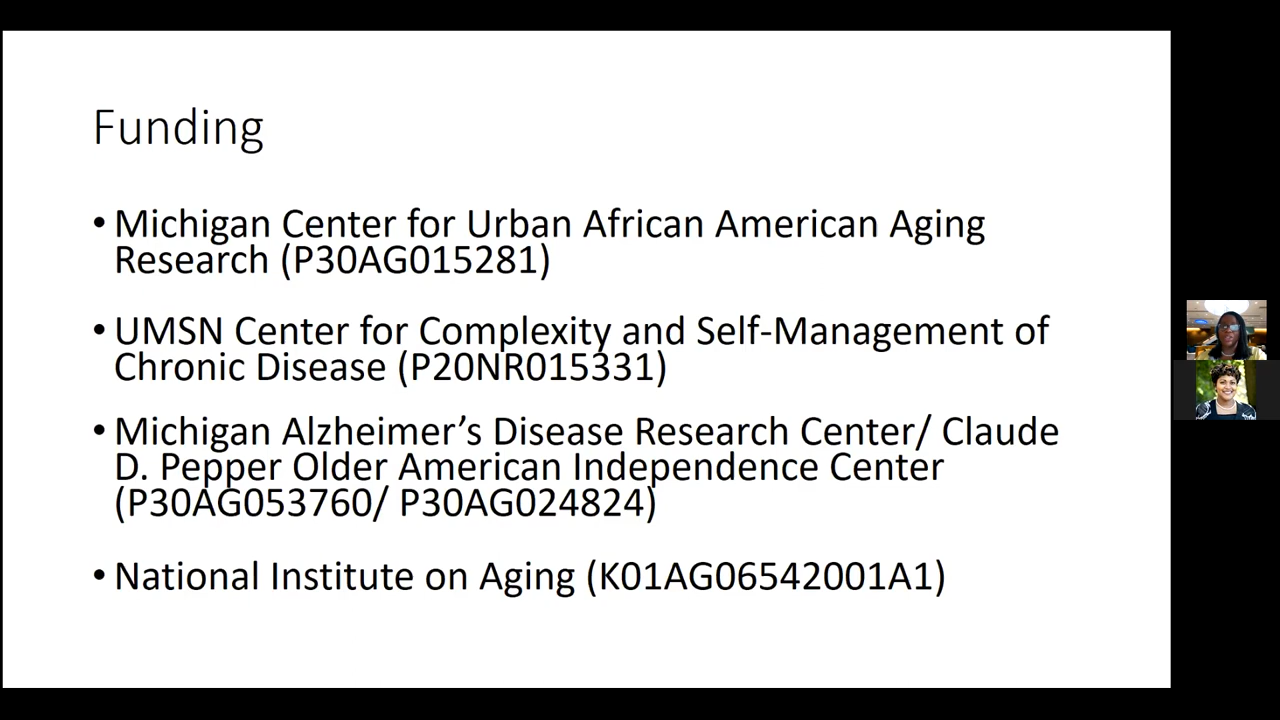 Funding
• Michigan Center for Urban African American Aging
Research (P30AG015281)
• UMSN Center for Complexity and Self-Management of
Chronic Disease (P20NR015331)
• Michigan Alzheimer’s Disease Research Center/ Claude
D. Pepper Older American Independence Center
(P30AG053760/ P30AG024824)
• National Institute on Aging (K01AG06542001A1)